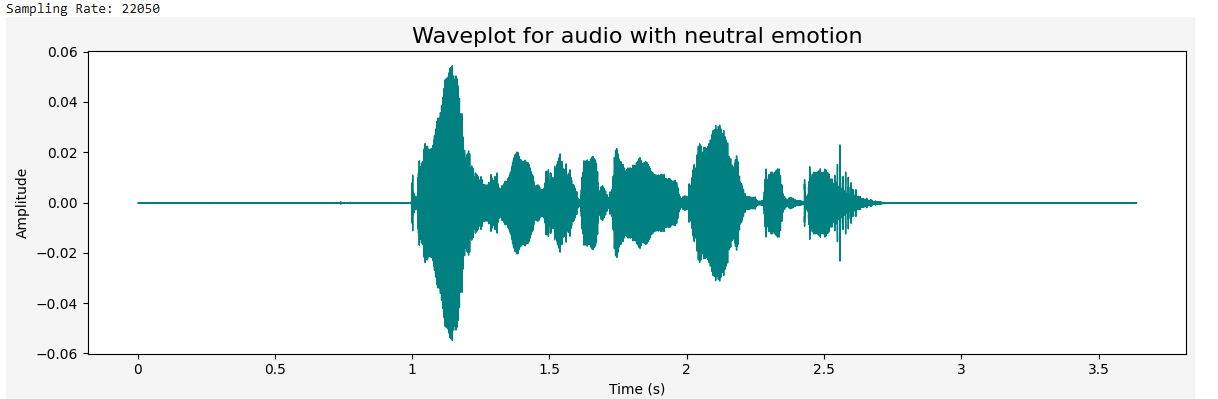 Sampling Rate: 22050
Waveplot for audio with neutral emotion
0.06
0.04
0.02
0.00
−0.02
−0.04
−0.06
Amplitude
0 0.5 1 1.5 2 2.5 3 3.5
Time (s)